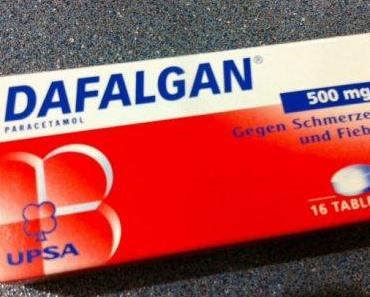 DAFALGAN®
PARACETAMOL
500 mg
Gegen Schmerze
und Fieb
16 TABLE
UPSA